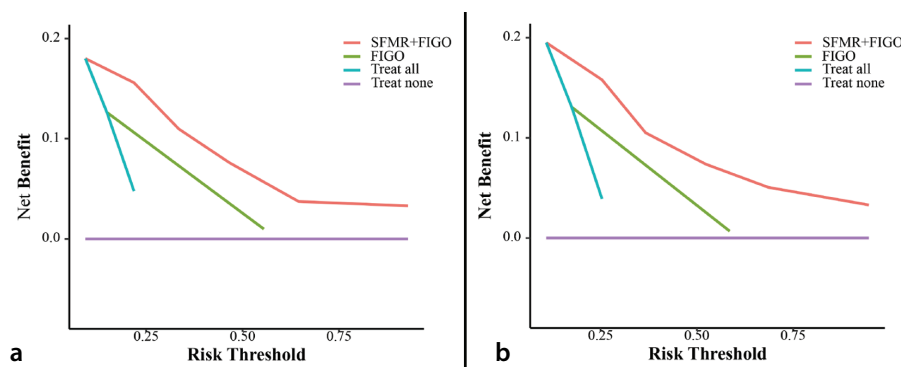 0.2
0.1
0.0
Net Benefit
SFMR+FIGO
FIGO
Treat all
Treat none
0.25
0.50
0.75
Risk Threshold
a
0.2
0.1
0.0
Net Benefit
SFMR+FIGO
FIGO
Treat all
Treat none
0.25
0.50
0.75
Risk Threshold
b